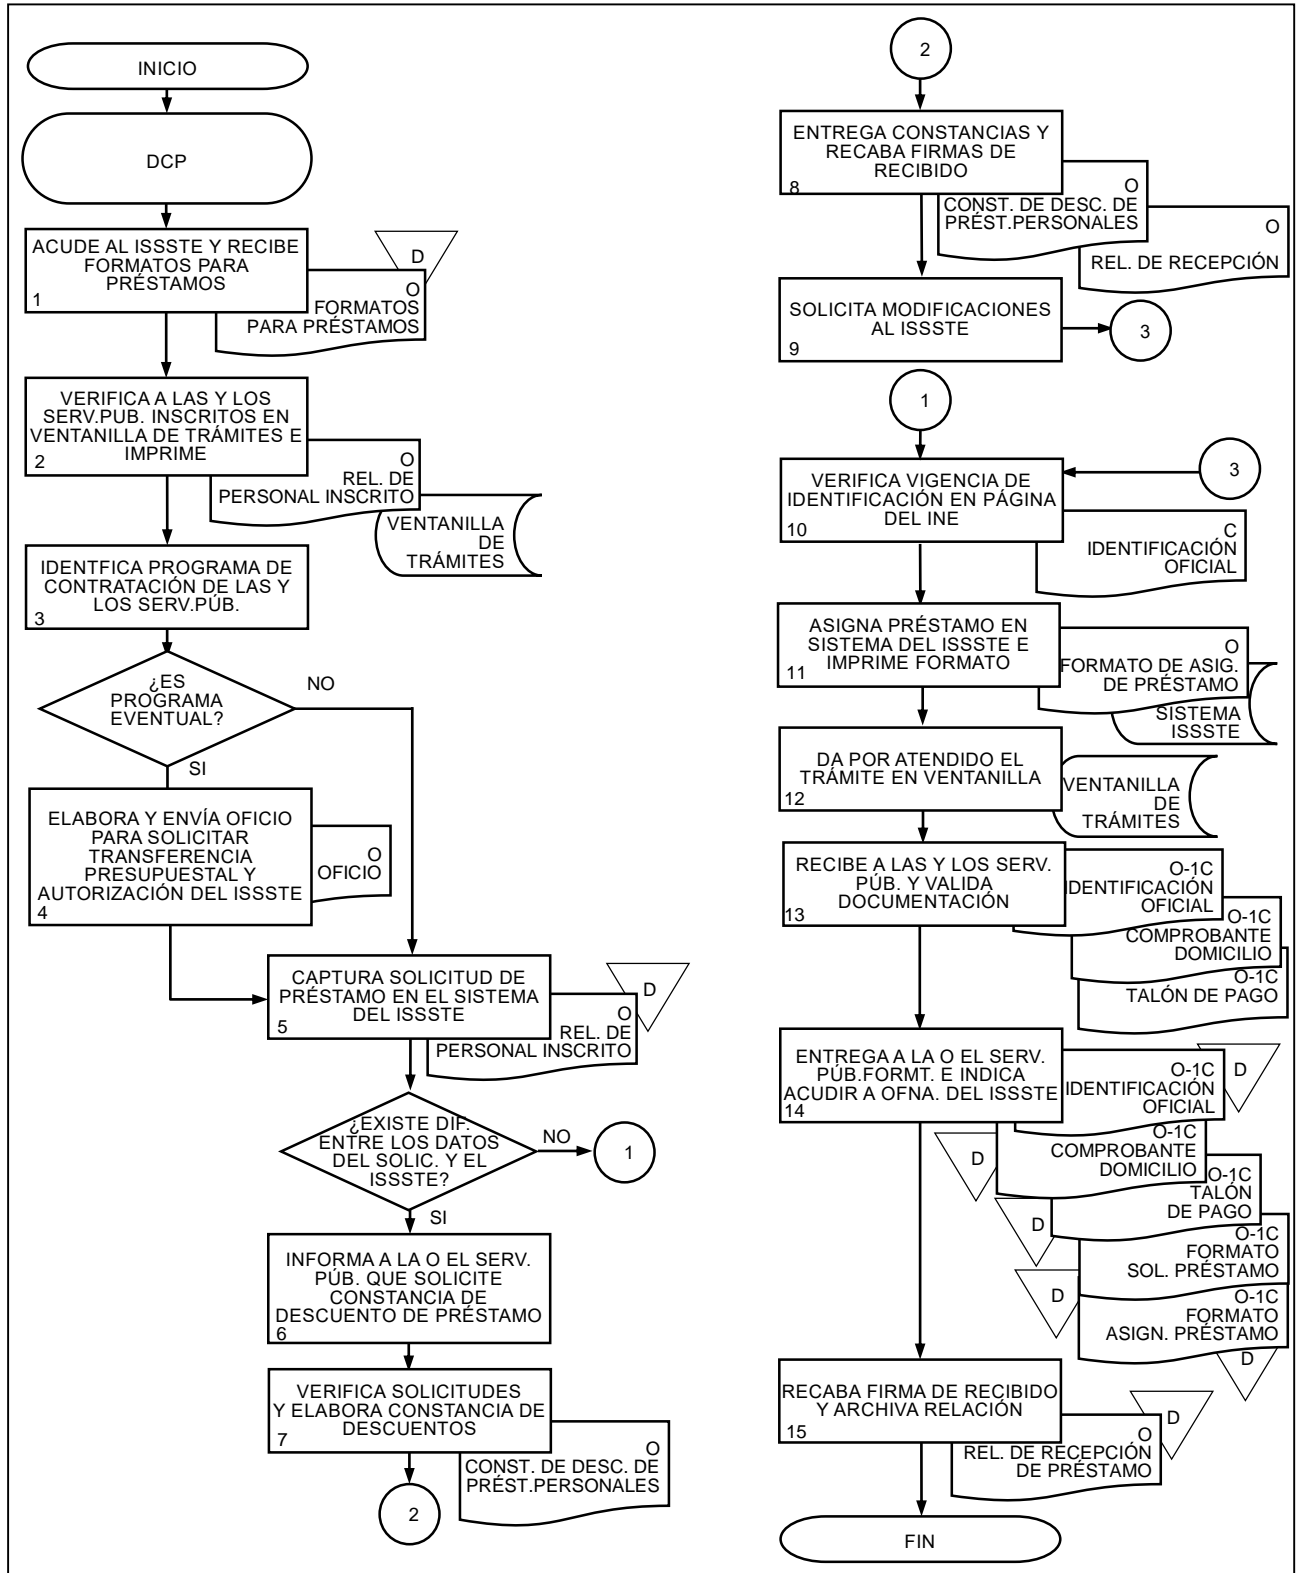 INICIO
DCP
ACUDE AL ISSSTE Y RECIBE
FORMATOS PARA
PRÉSTAMOS
1
D
O
FORMATOS
PARA PRÉSTAMOS
VERIFICA A LAS Y LOS
SERV.PUB. INSCRITOS EN
VENTANILLA DE TRÁMITES E
IMPRIME
2
O
REL. DE
PERSONAL INSCRITO
VENTANILLA
DE
TRÁMITES
IDENTFICA PROGRAMA DE
CONTRATACIÓN DE LAS Y
LOS SERV.PÚB.
3
¿ES
PROGRAMA
EVENTUAL?
NO
SI
ELABORA Y ENVÍA OFICIO
PARA SOLICITAR
TRANSFERENCIA
PRESUPUESTAL Y
AUTORIZACIÓN DEL ISSSTE
4
O
OFICIO
CAPTURA SOLICITUD DE
PRÉSTAMO EN EL SISTEMA
DEL ISSSTE
5
D
O
REL. DE
PERSONAL INSCRITO
¿EXISTE DIF.
ENTRE LOS DATOS
DEL SOLIC. Y EL
ISSSTE?
NO
1
SI
INFORMA A LA O EL SERV.
PÚB. QUE SOLICITE
CONSTANCIA DE
DESCUENTO DE PRÉSTAMO
6
VERIFICA SOLICITUDES
Y ELABORA CONSTANCIA DE
DESCUENTOS
7
O
CONST. DE DESC. DE
PRÉST.PERSONALES
2
2
ENTREGA CONSTANCIAS Y
RECABA FIRMAS DE
RECIBIDO
8
O
CONST. DE DESC. DE
PRÉST.PERSONALES
O
REL. DE RECEPCIÓN
SOLICITA MODIFICACIONES
AL ISSSTE
9
3
1
VERIFICA VIGENCIA DE
IDENTIFICACIÓN EN PÁGINA
DEL INE
10
3
C
IDENTIFICACIÓN
OFICIAL
ASIGNA PRÉSTAMO EN
SISTEMA DEL ISSSTE E
IMPRIME FORMATO
11
O
FORMATO DE ASIG.
DE PRÉSTAMO
SISTEMA
ISSSTE
DA POR ATENDIDO EL
TRÁMITE EN VENTANILLA
12
VENTANILLA
DE
TRÁMITES
RECIBE A LAS Y LOS SERV.
PÚB. Y VALIDA
DOCUMENTACIÓN
13
O-1C
IDENTIFICACIÓN
OFICIAL
O-1C
COMPROBANTE
DOMICILIO
O-1C
TALÓN DE PAGO
ENTREGA A LA O EL SERV.
PÚB.FORMT. E INDICA
ACUDIR A OFNA. DEL ISSSTE
14
O-1C
IDENTIFICACIÓN
OFICIAL
D
O-1C
COMPROBANTE
DOMICILIO
D
O-1C
TALÓN
DE PAGO
D
O-1C
FORMATO
SOL. PRÉSTAMO
D
O-1C
FORMATO
ASIGN. PRÉSTAMO
D
RECABA FIRMA DE RECIBIDO
Y ARCHIVA RELACIÓN
15
D
O
REL. DE RECEPCIÓN
DE PRÉSTAMO
FIN